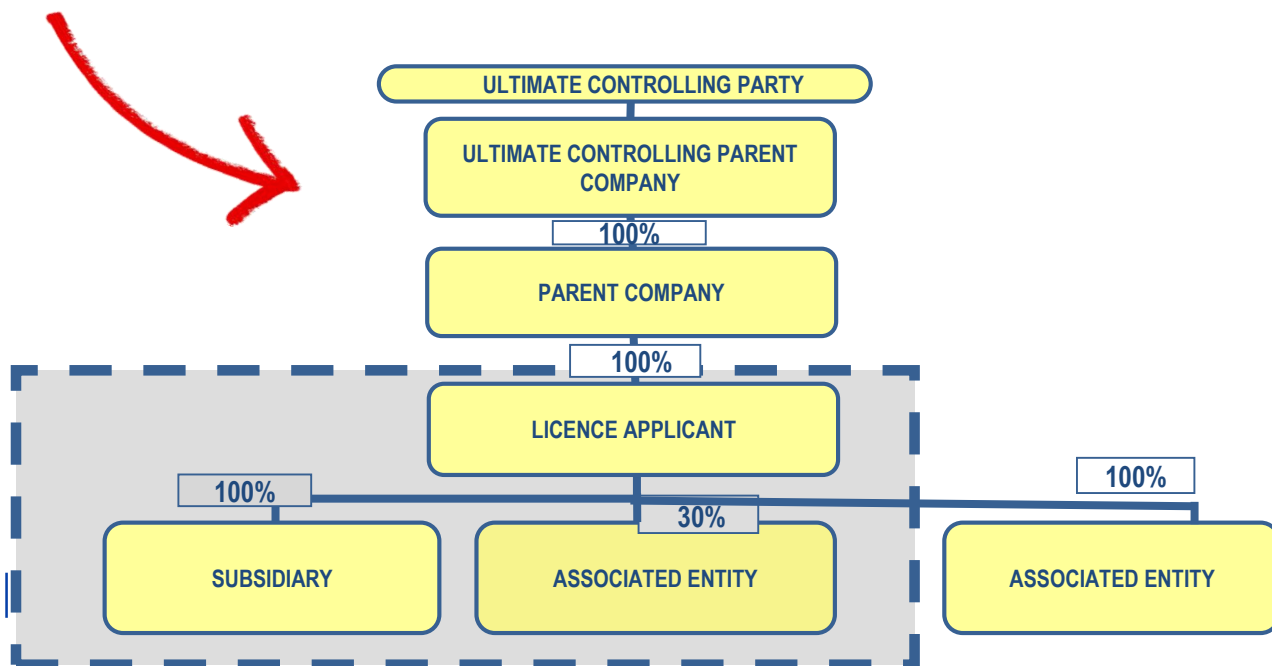 ULTIMATE CONTROLLING PARTY
ULTIMATE CONTROLLING PARENT
COMPANY
100%
PARENT COMPANY
100%
LICENCE APPLICANT
100%
30%
100%
SUBSIDIARY
ASSOCIATED ENTITY
ASSOCIATED ENTITY